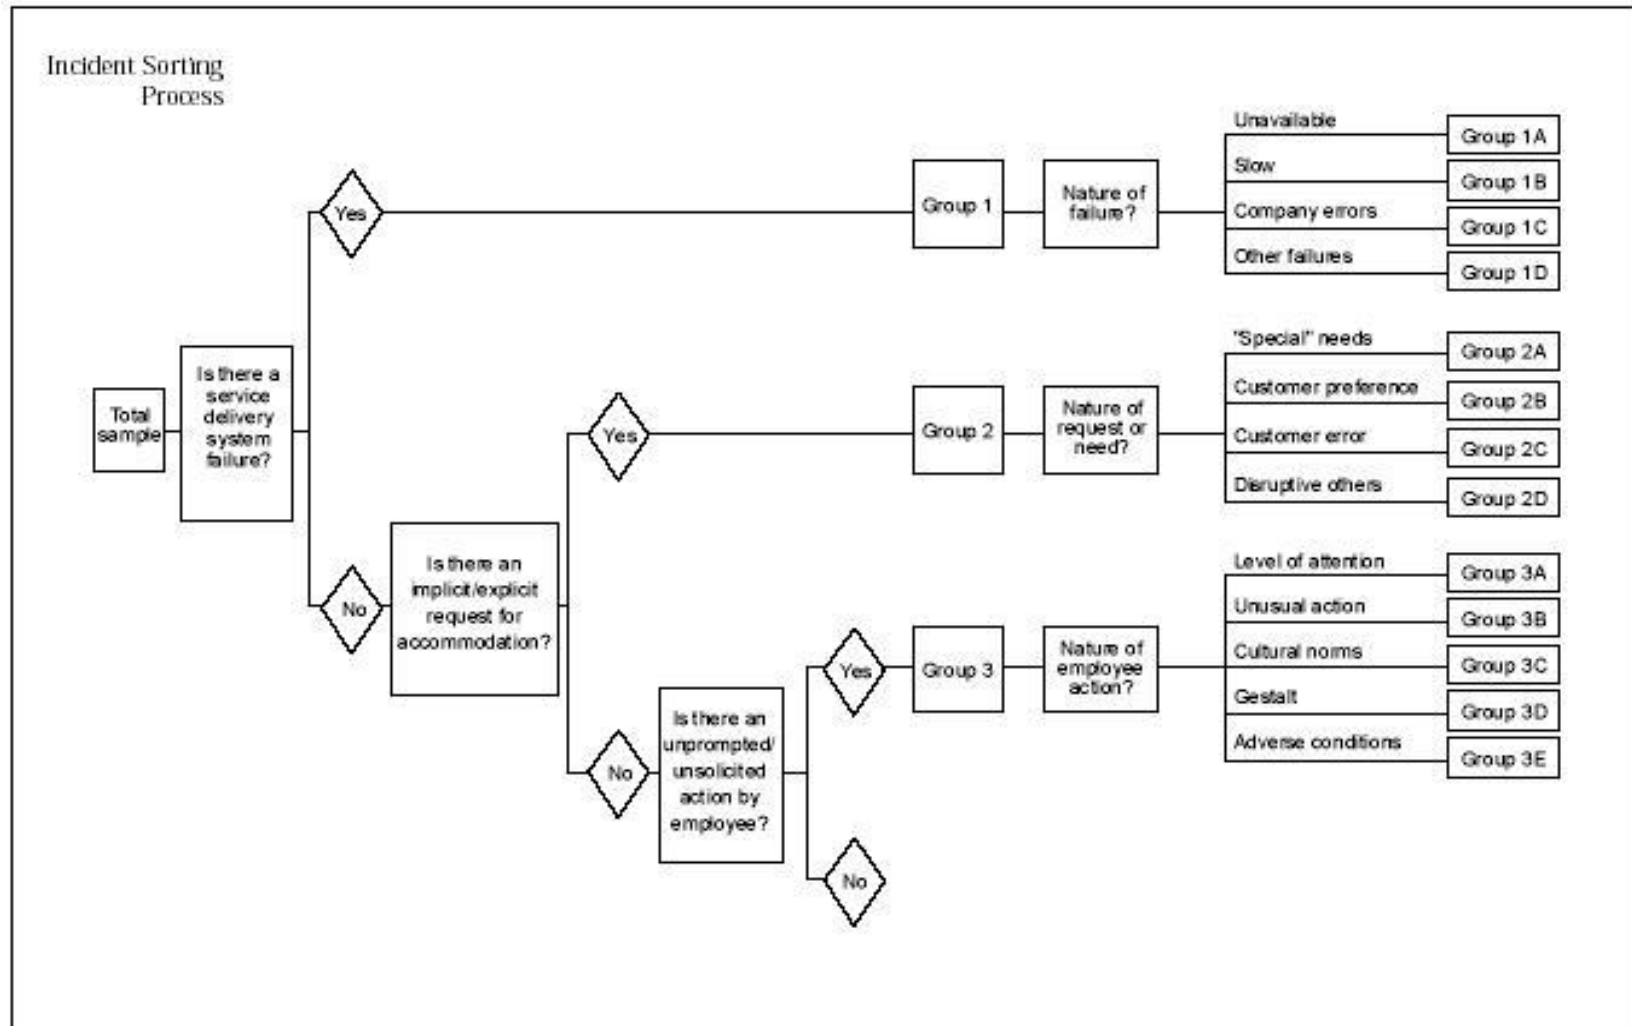 Incident Sorting
Process
Total
sample
Is there a
service
delivery
system
failure?
Yes
No
Is there an
implicit/explicit
request for
accommodation?
Yes
No
Is there an
unprompted/
unsolicited
action by
employee?
Yes
No
Group 1
Nature of
failure?
Unavailable
Group 1A
Slow
Group 1B
Company errors
Group 1C
Other failures
Group 1D
Group 2
Nature of
request or
need?
"Special" needs
Group 2A
Customer preference
Group 2B
Customer error
Group 2C
Disruptive others
Group 2D
Group 3
Nature of
employee
action?
Level of attention
Group 3A
Unusual action
Group 3B
Cultural norms
Group 3C
Gestalt
Group 3D
Adverse conditions
Group 3E